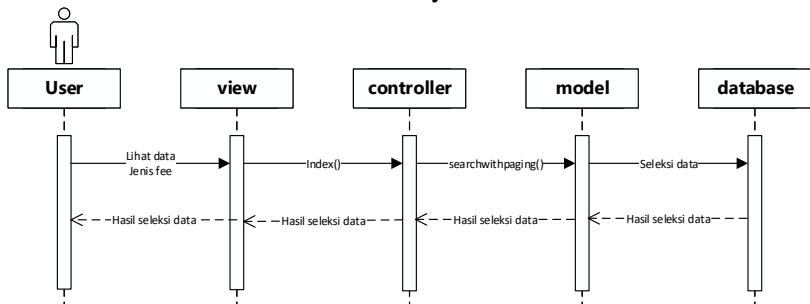 User
view
controller
model
database
Lihat data
Jenis fee
Index()
searchwithpaging()
Seleksi data
Hasil seleksi data
Hasil seleksi data
Hasil seleksi data
Hasil seleksi data